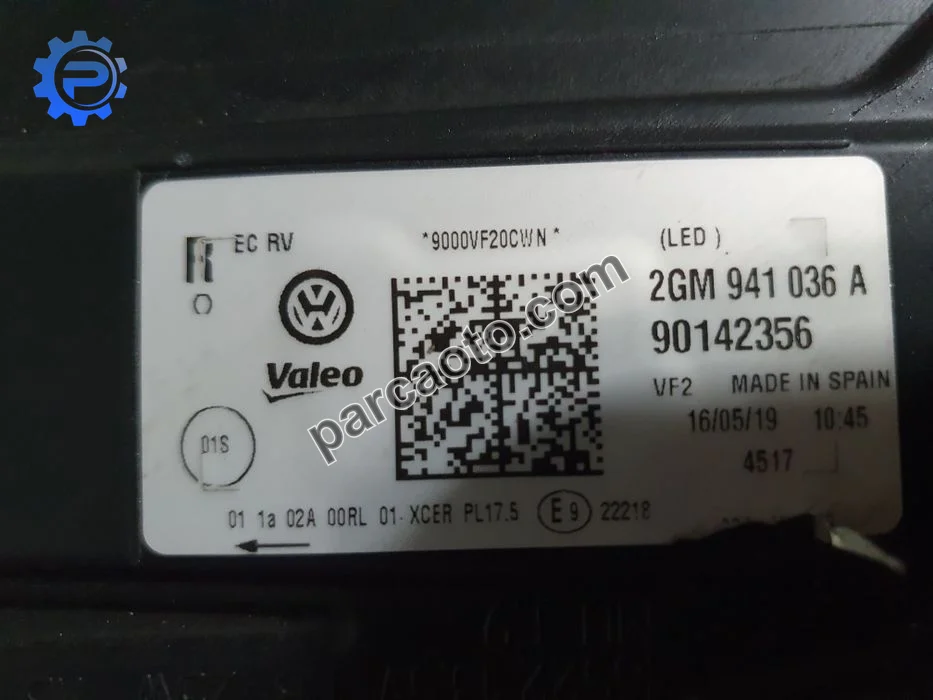 R EC RV
*9000VF20CWN*
(LED)
2GM 941 036 A
90142356
Valeo
VF2 MADE IN SPAIN
16/05/19 10:45
4517
01S
01 1a 02A 00RL 01- XCER PL17.5 E9 22218
parcaoto.com